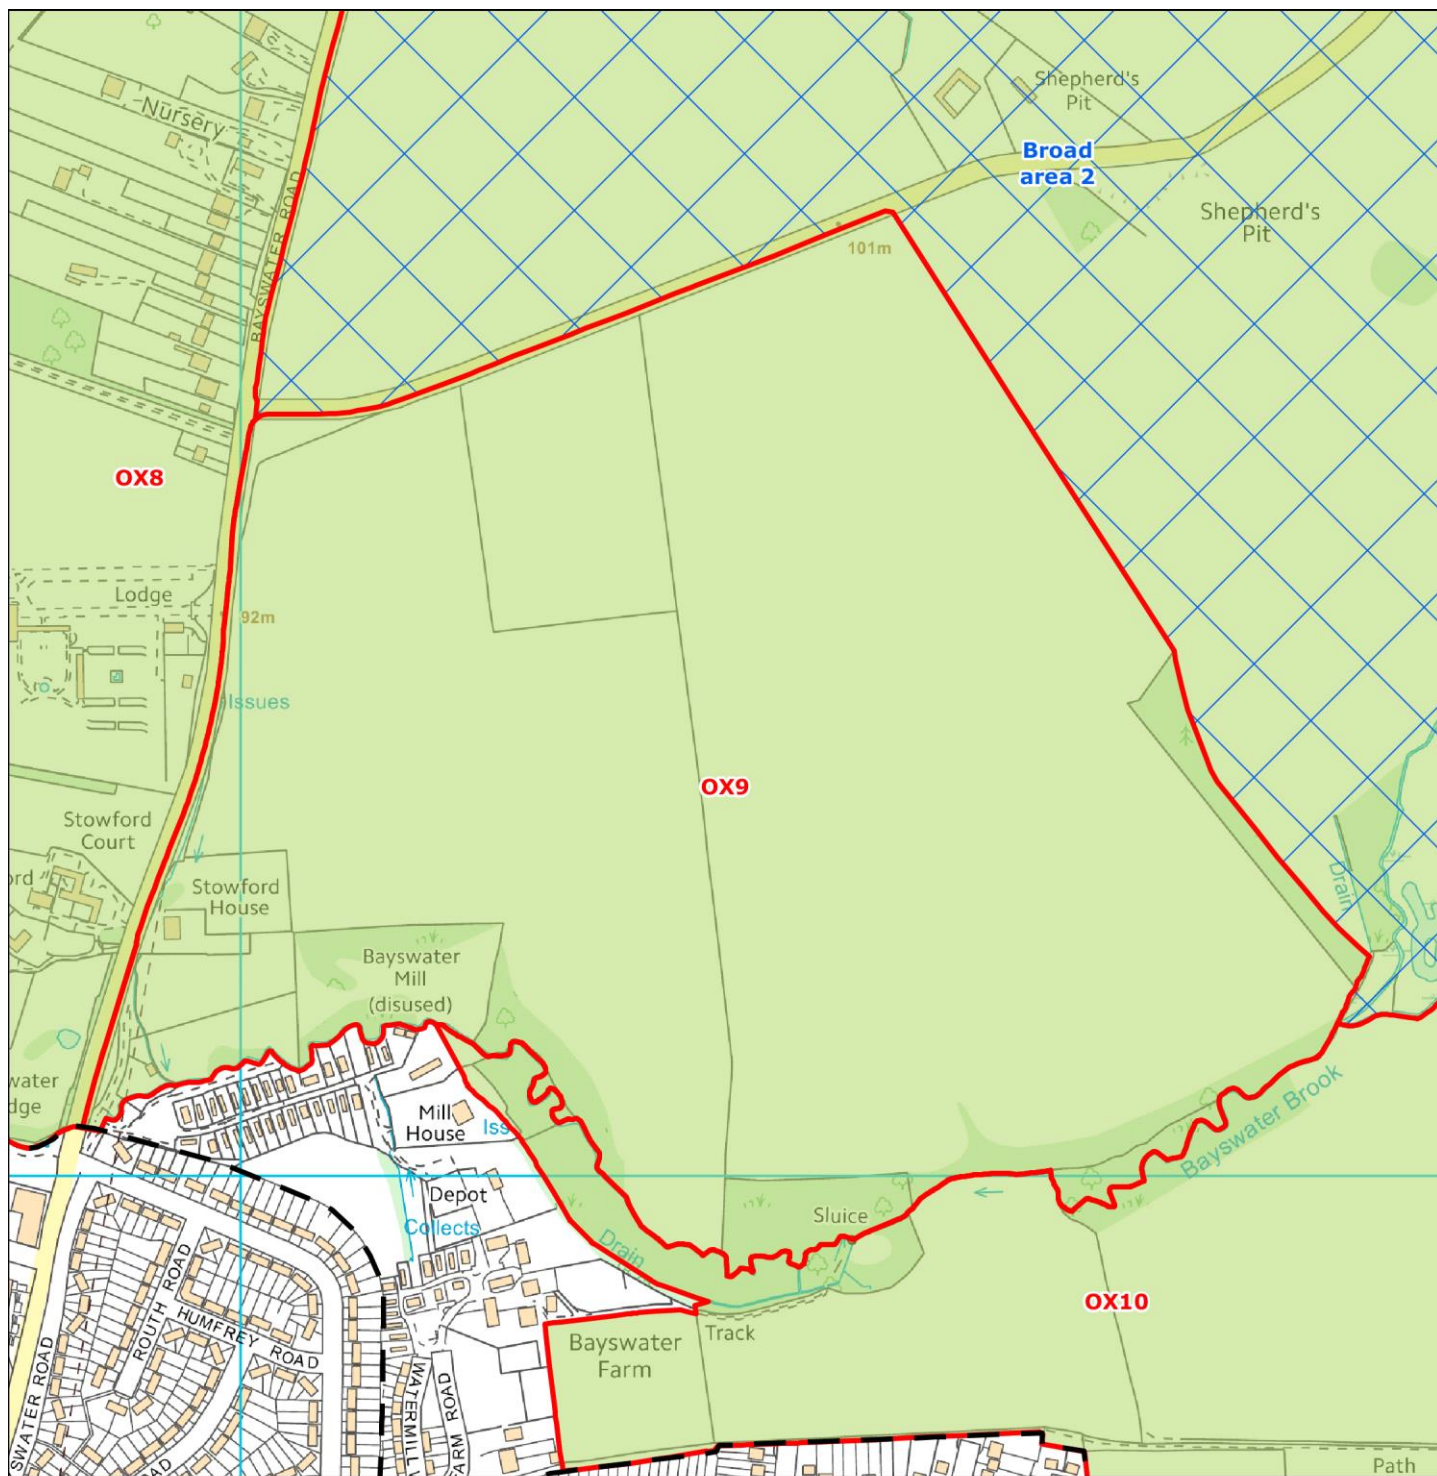 Shepherd's
Pit
Nursery
Broad
area 2
BAYSWATER ROAD
Shepherd's
Pit
101m
OX8
Lodge
92m
Issues
OX9
Stowford
Court
Stowford
House
Drain
Bayswater
Mill
(disused)
Mill
House
Iss
Bayswater Brook
Depot
Collects
Sluice
Drain
OX10
Track
Bayswater
Farm
ROUTH ROAD
HUMFREY ROAD
SWATER ROAD
WATERMILL
FARM ROAD
Path